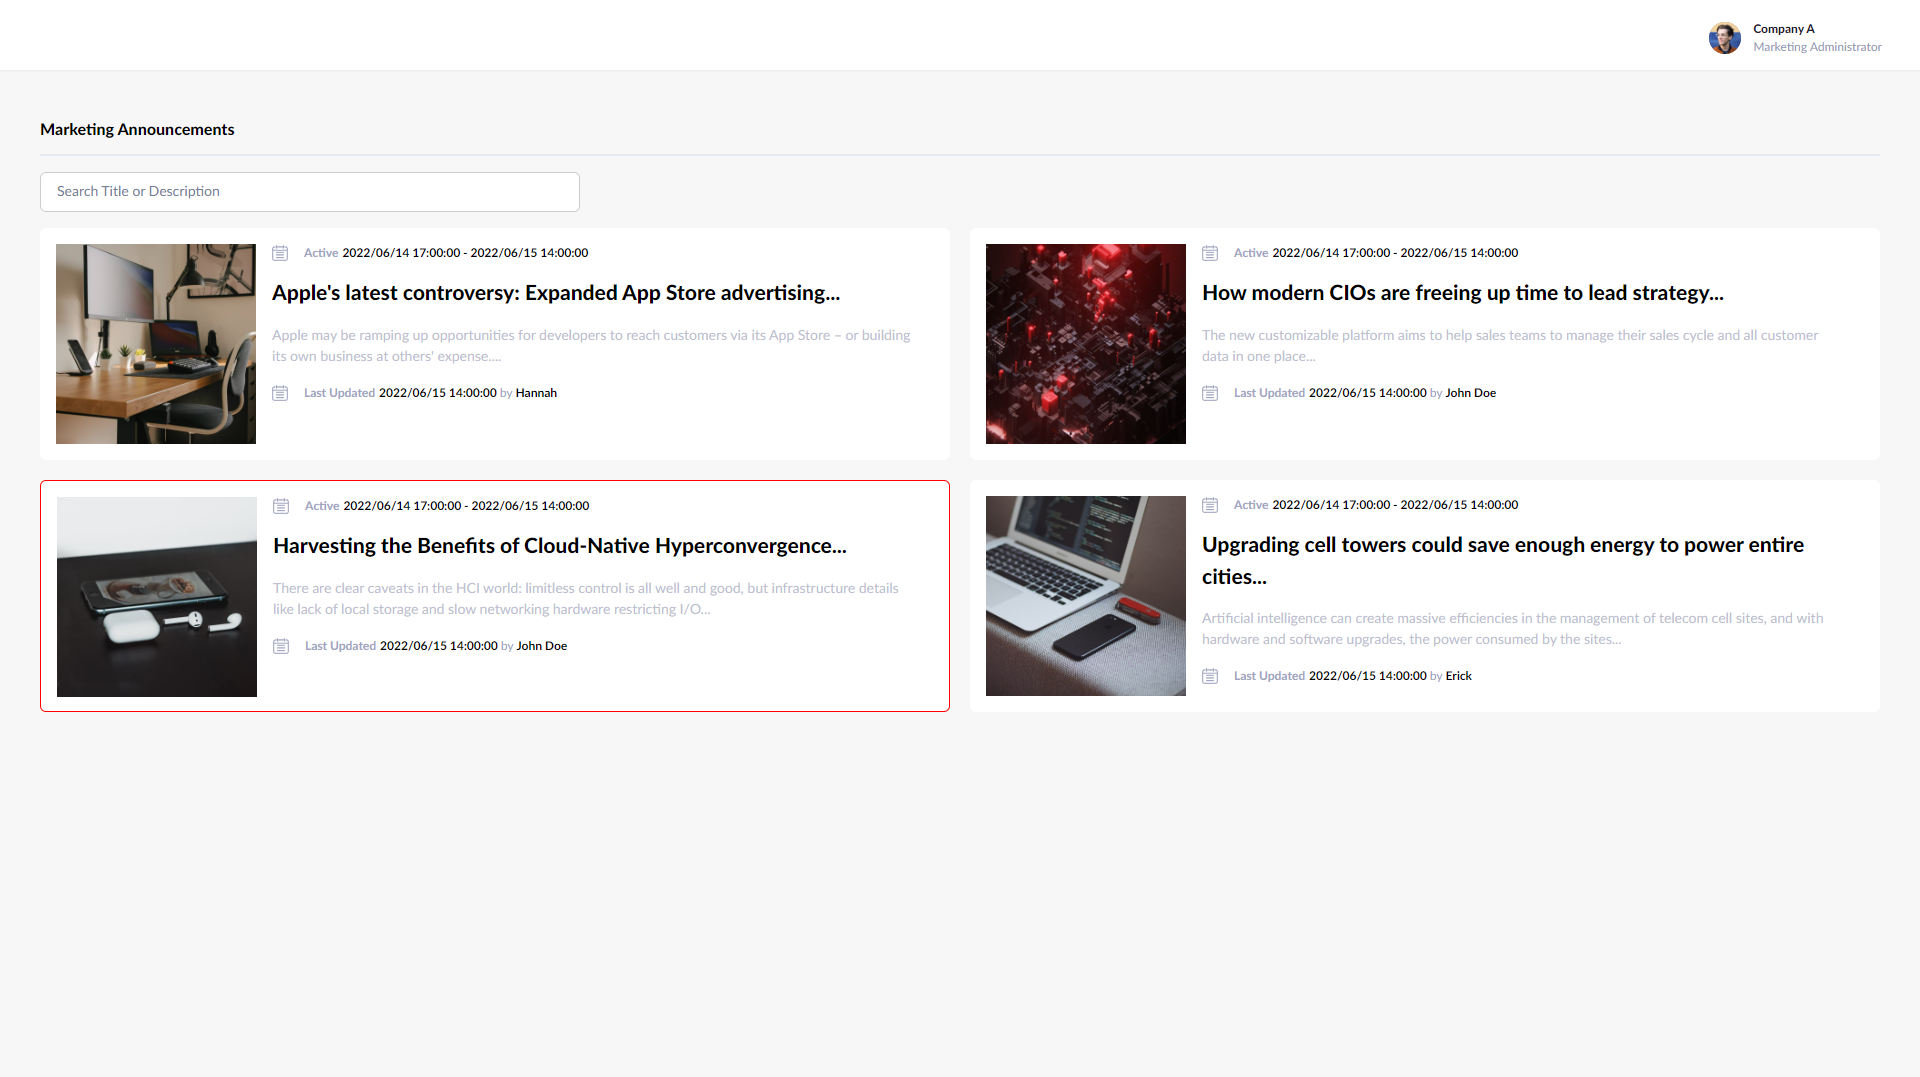 Company A
Marketing Administrator
Marketing Announcements
Search Title or Description
Active 2022/06/14 17:00:00 - 2022/06/15 14:00:00
Apple's latest controversy: Expanded App Store advertising...
Apple may be ramping up opportunities for developers to reach customers via its App Store – or building
its own business at others' expense....
Last Updated 2022/06/15 14:00:00 by Hannah
Active 2022/06/14 17:00:00 - 2022/06/15 14:00:00
How modern CIOs are freeing up time to lead strategy...
The new customizable platform aims to help sales teams to manage their sales cycle and all customer
data in one place...
Last Updated 2022/06/15 14:00:00 by John Doe
Active 2022/06/14 17:00:00 - 2022/06/15 14:00:00
Harvesting the Benefits of Cloud-Native Hyperconvergence...
There are clear caveats in the HCI world: limitless control is all well and good, but infrastructure details
like lack of local storage and slow networking hardware restricting I/O...
Last Updated 2022/06/15 14:00:00 by John Doe
Active 2022/06/14 17:00:00 - 2022/06/15 14:00:00
Upgrading cell towers could save enough energy to power entire
cities...
Artificial intelligence can create massive efficiencies in the management of telecom cell sites, and with
hardware and software upgrades, the power consumed by the sites...
Last Updated 2022/06/15 14:00:00 by Erick